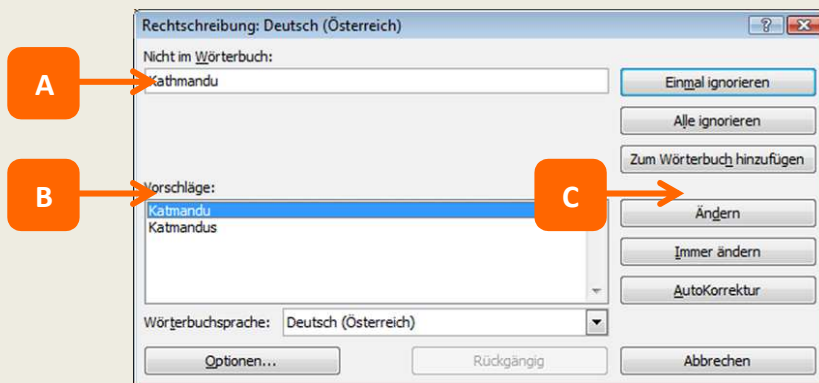 Rechtschreibung: Deutsch (Österreich)
Nicht im Wörterbuch:
A
Kathmandu
Einmal ignorieren
Alle ignorieren
Zum Wörterbuch hinzufügen
B
Vorschläge:
C
Katmandu
Katmandus
Ändern
Immer ändern
AutoKorrektur
Wörterbuchsprache: Deutsch (Österreich)
Optionen... Rückgängig Abbrechen